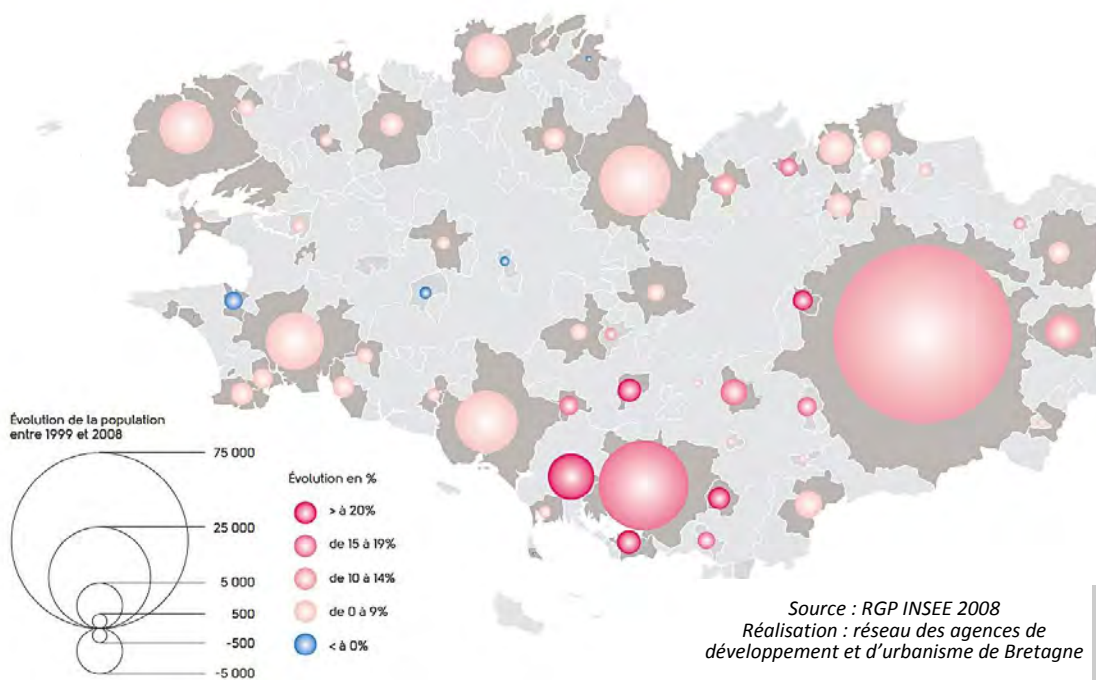 Évolution de la population
entre 1999 et 2008
75 000
25 000
5 000
500
-500
-5 000
Évolution en %
> à 20%
de 15 à 19%
de 10 à 14%
de 0 à 9%
< à 0%
Source : RGP INSEE 2008
Réalisation : réseau des agences de
développement et d'urbanisme de Bretagne